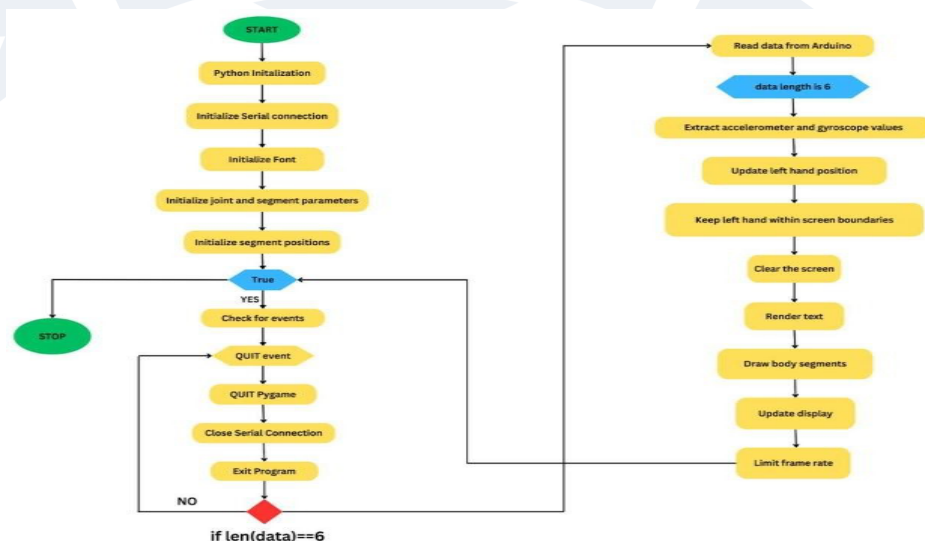 START
Python Initalization
Initialize Serial connection
Initialize Font
Initialize joint and segment parameters
Initialize segment positions
True
YES
STOP
Check for events
QUIT event
QUIT Pygame
Close Serial Connection
Exit Program
NO
if len(data)==6
Read data from Arduino
data length is 6
Extract accelerometer and gyroscope values
Update left hand position
Keep left hand within screen boundaries
Clear the screen
Render text
Draw body segments
Update display
Limit frame rate